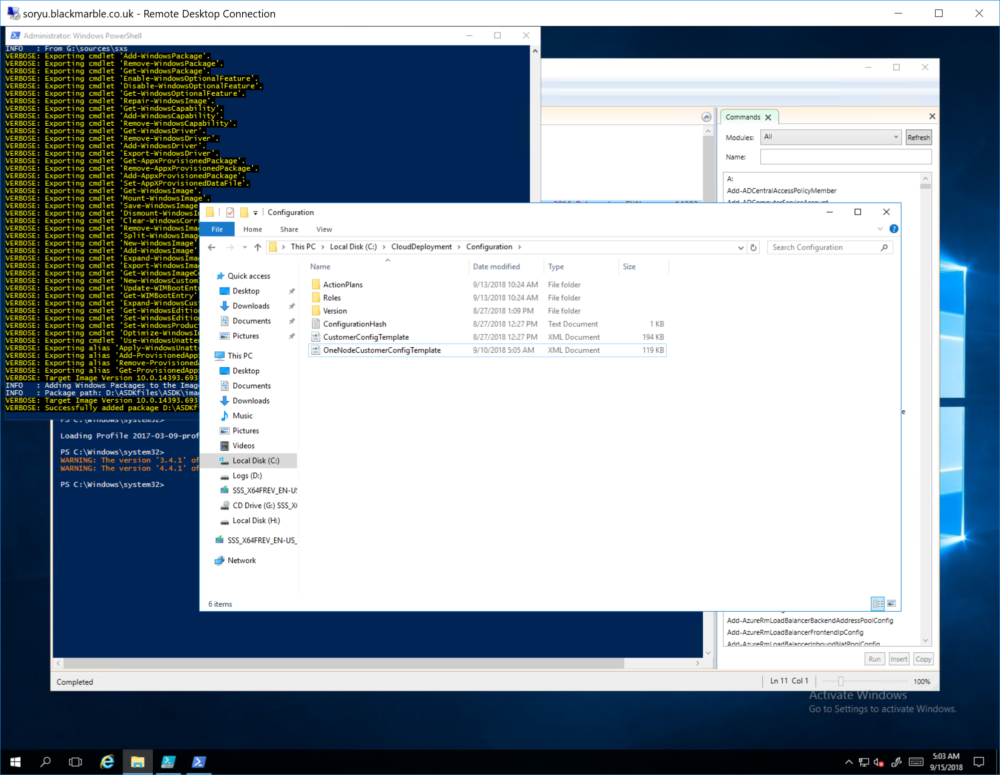 soryu.blackmarble.co.uk - Remote Desktop Connection
Administrator: Windows PowerShell
INFO   : From G:\sources\sxs
VERBOSE: Exporting cmdlet 'Add-WindowsPackage'.
VERBOSE: Exporting cmdlet 'Remove-WindowsPackage'.
VERBOSE: Exporting cmdlet 'Get-WindowsPackage'.
VERBOSE: Exporting cmdlet 'Enable-WindowsOptionalFeature'.
VERBOSE: Exporting cmdlet 'Disable-WindowsOptionalFeature'.
VERBOSE: Exporting cmdlet 'Get-WindowsOptionalFeature'.
VERBOSE: Exporting cmdlet 'Repair-WindowsImage'.
VERBOSE: Exporting cmdlet 'Get-WindowsCapability'.
VERBOSE: Exporting cmdlet 'Add-WindowsCapability'.
VERBOSE: Exporting cmdlet 'Remove-WindowsCapability'.
VERBOSE: Exporting cmdlet 'Get-WindowsDriver'.
VERBOSE: Exporting cmdlet 'Remove-WindowsDriver'.
VERBOSE: Exporting cmdlet 'Add-WindowsDriver'.
VERBOSE: Exporting cmdlet 'Export-WindowsDriver'.
VERBOSE: Exporting cmdlet 'Get-AppxProvisionedPackage'.
VERBOSE: Exporting cmdlet 'Remove-AppxProvisionedPackage'.
VERBOSE: Exporting cmdlet 'Add-AppxProvisionedPackage'.
VERBOSE: Exporting cmdlet 'Set-AppXProvisionedDataFile'.
VERBOSE: Exporting cmdlet 'Get-WindowsImage'.
VERBOSE: Exporting cmdlet 'Mount-WindowsImage'.
VERBOSE: Exporting cmdlet 'Save-WindowsImage
VERBOSE: Exporting cmdlet 'Dismount-WindowsI
VERBOSE: Exporting cmdlet 'Clear-WindowsCorr
VERBOSE: Exporting cmdlet 'Remove-WindowsIma
VERBOSE: Exporting cmdlet 'Split-WindowsImag
VERBOSE: Exporting cmdlet 'New-WindowsImage'
VERBOSE: Exporting cmdlet 'Add-WindowsImage'
VERBOSE: Exporting cmdlet 'Expand-WindowsIma
VERBOSE: Exporting cmdlet 'Export-WindowsIma
VERBOSE: Exporting cmdlet 'Get-WindowsImageC
VERBOSE: Exporting cmdlet 'New-WindowsCustom
VERBOSE: Exporting cmdlet 'Update-WIMBootEnt
VERBOSE: Exporting cmdlet 'Get-WIMBootEntry'
VERBOSE: Exporting cmdlet 'Expand-WindowsCus
VERBOSE: Exporting cmdlet 'Get-WindowsEditio
VERBOSE: Exporting cmdlet 'Set-WindowsEditio
VERBOSE: Exporting cmdlet 'Set-WindowsProduc
VERBOSE: Exporting cmdlet 'Optimize-WindowsI
VERBOSE: Exporting cmdlet 'Use-WindowsUnatte
VERBOSE: Exporting alias 'Apply-WindowsUnatt
VERBOSE: Exporting alias 'Add-ProvisionedApp
VERBOSE: Exporting alias 'Remove-Provisioned
VERBOSE: Exporting alias 'Get-ProvisionedApp
VERBOSE: Target Image Version 10.0.14393.693
INFO   : Adding Windows Packages to the Imag
INFO   : Package path: D:\ASDKfiles\ASDK\ima
VERBOSE: Target Image Version 10.0.14393.693
VERBOSE: Successfully added package D:\ASDKf
PS C:\Windows\system32>
Loading Profile 2017-03-09-prof
PS C:\Windows\system32>
WARNING: The version '3.4.1' of
WARNING: The version '4.4.1' of
PS C:\Windows\system32>
Completed
Ln 11 Col 1
100%
Commands
Modules: All Refresh
Name:
A:
Add-ADCentralAccessPolicyMember
Add-ADComputerServiceAccount
Add-AzureRmLoadBalancerBackendAddressPoolConfig
Add-AzureRmLoadBalancerFrontendIpConfig
Add-AzureRmLoadBalancerInboundNatPoolConfig
Run Insert Copy
Configuration
File Home Share View
This PC Local Disk (C:) CloudDeployment Configuration
Search Configuration
Quick access
Desktop
Downloads
Documents
Pictures
This PC
Desktop
Documents
Downloads
Music
Pictures
Videos
Local Disk (C:)
Logs (D:)
SSS_X64FREV_EN-US
CD Drive (G:) SSS_X
Local Disk (H:)
SSS_X64FREV_EN-US_
Network
Name Date modified Type Size
ActionPlans 9/13/2018 10:24 AM File folder
Roles 9/13/2018 10:24 AM File folder
Version 8/27/2018 1:09 PM File folder
ConfigurationHash 8/27/2018 12:27 PM Text Document 1 KB
CustomerConfigTemplate 8/27/2018 12:27 PM XML Document 194 KB
OneNodeCustomerConfigTemplate 9/10/2018 5:05 AM XML Document 119 KB
6 items
Activate Windows
Go to Settings to activate Windows.
5:03 AM
9/15/2018